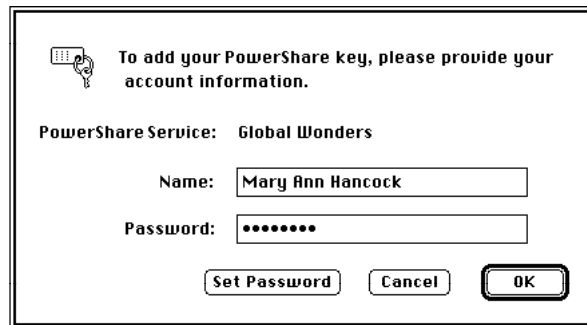 To add your PowerShare key, please provide your
account information.
PowerShare Service: Global Wonders
Name: Mary Ann Hancock
Password: ••••••••
Set Password Cancel OK